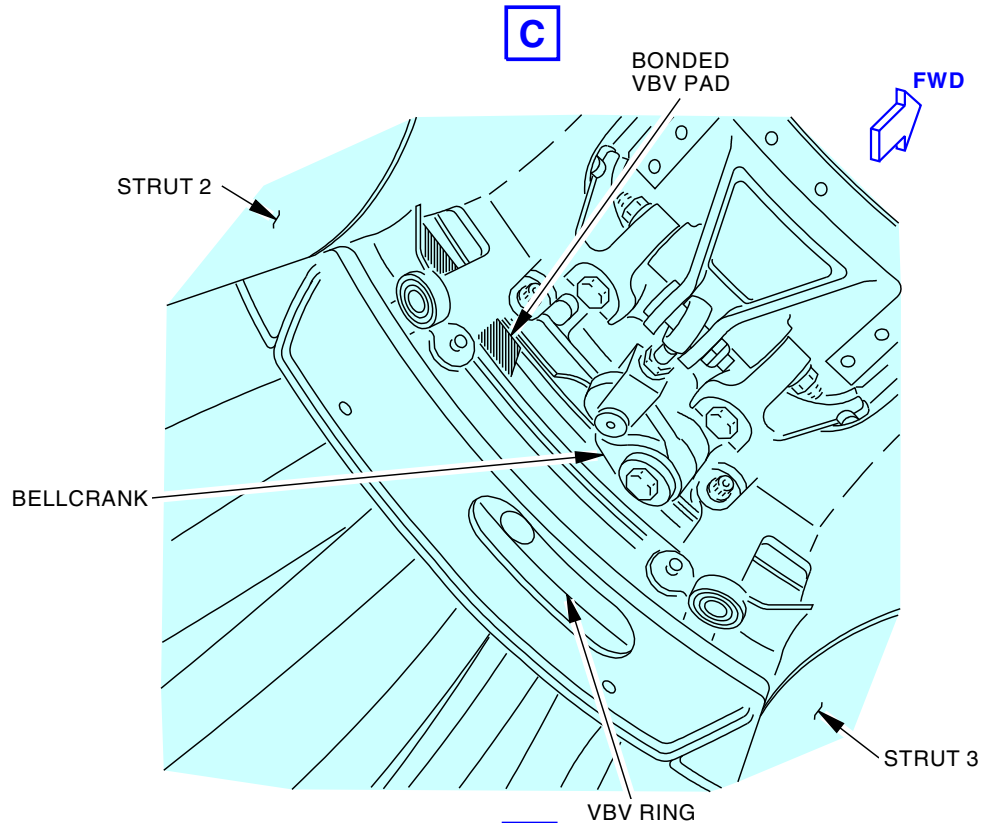 C
BONDED
VBV PAD
FWD
STRUT 2
BELLCRANK
STRUT 3
VBV RING